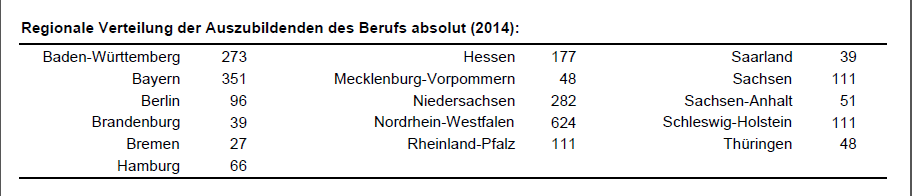 Regionale Verteilung der Auszubildenden des Berufs absolut (2014):
Baden-Württemberg 273 Hessen 177 Saarland 39
Bayern 351 Mecklenburg-Vorpommern 48 Sachsen 111
Berlin 96 Niedersachsen 282 Sachsen-Anhalt 51
Brandenburg 39 Nordrhein-Westfalen 624 Schleswig-Holstein 111
Bremen 27 Rheinland-Pfalz 111 Thüringen 48
Hamburg 66